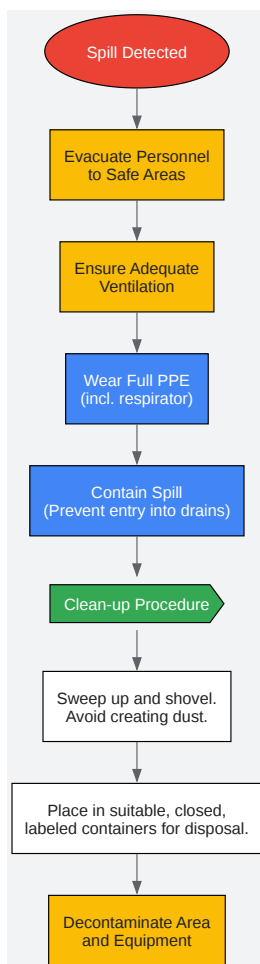 Spill Detected
Evacuate Personnel
to Safe Areas
Ensure Adequate
Ventilation
Wear Full PPE
(incl. respirator)
Contain Spill
(Prevent entry into drains)
Clean-up Procedure
Sweep up and shovel.
Avoid creating dust.
Place in suitable, closed,
labeled containers for disposal.
Decontaminate Area
and Equipment